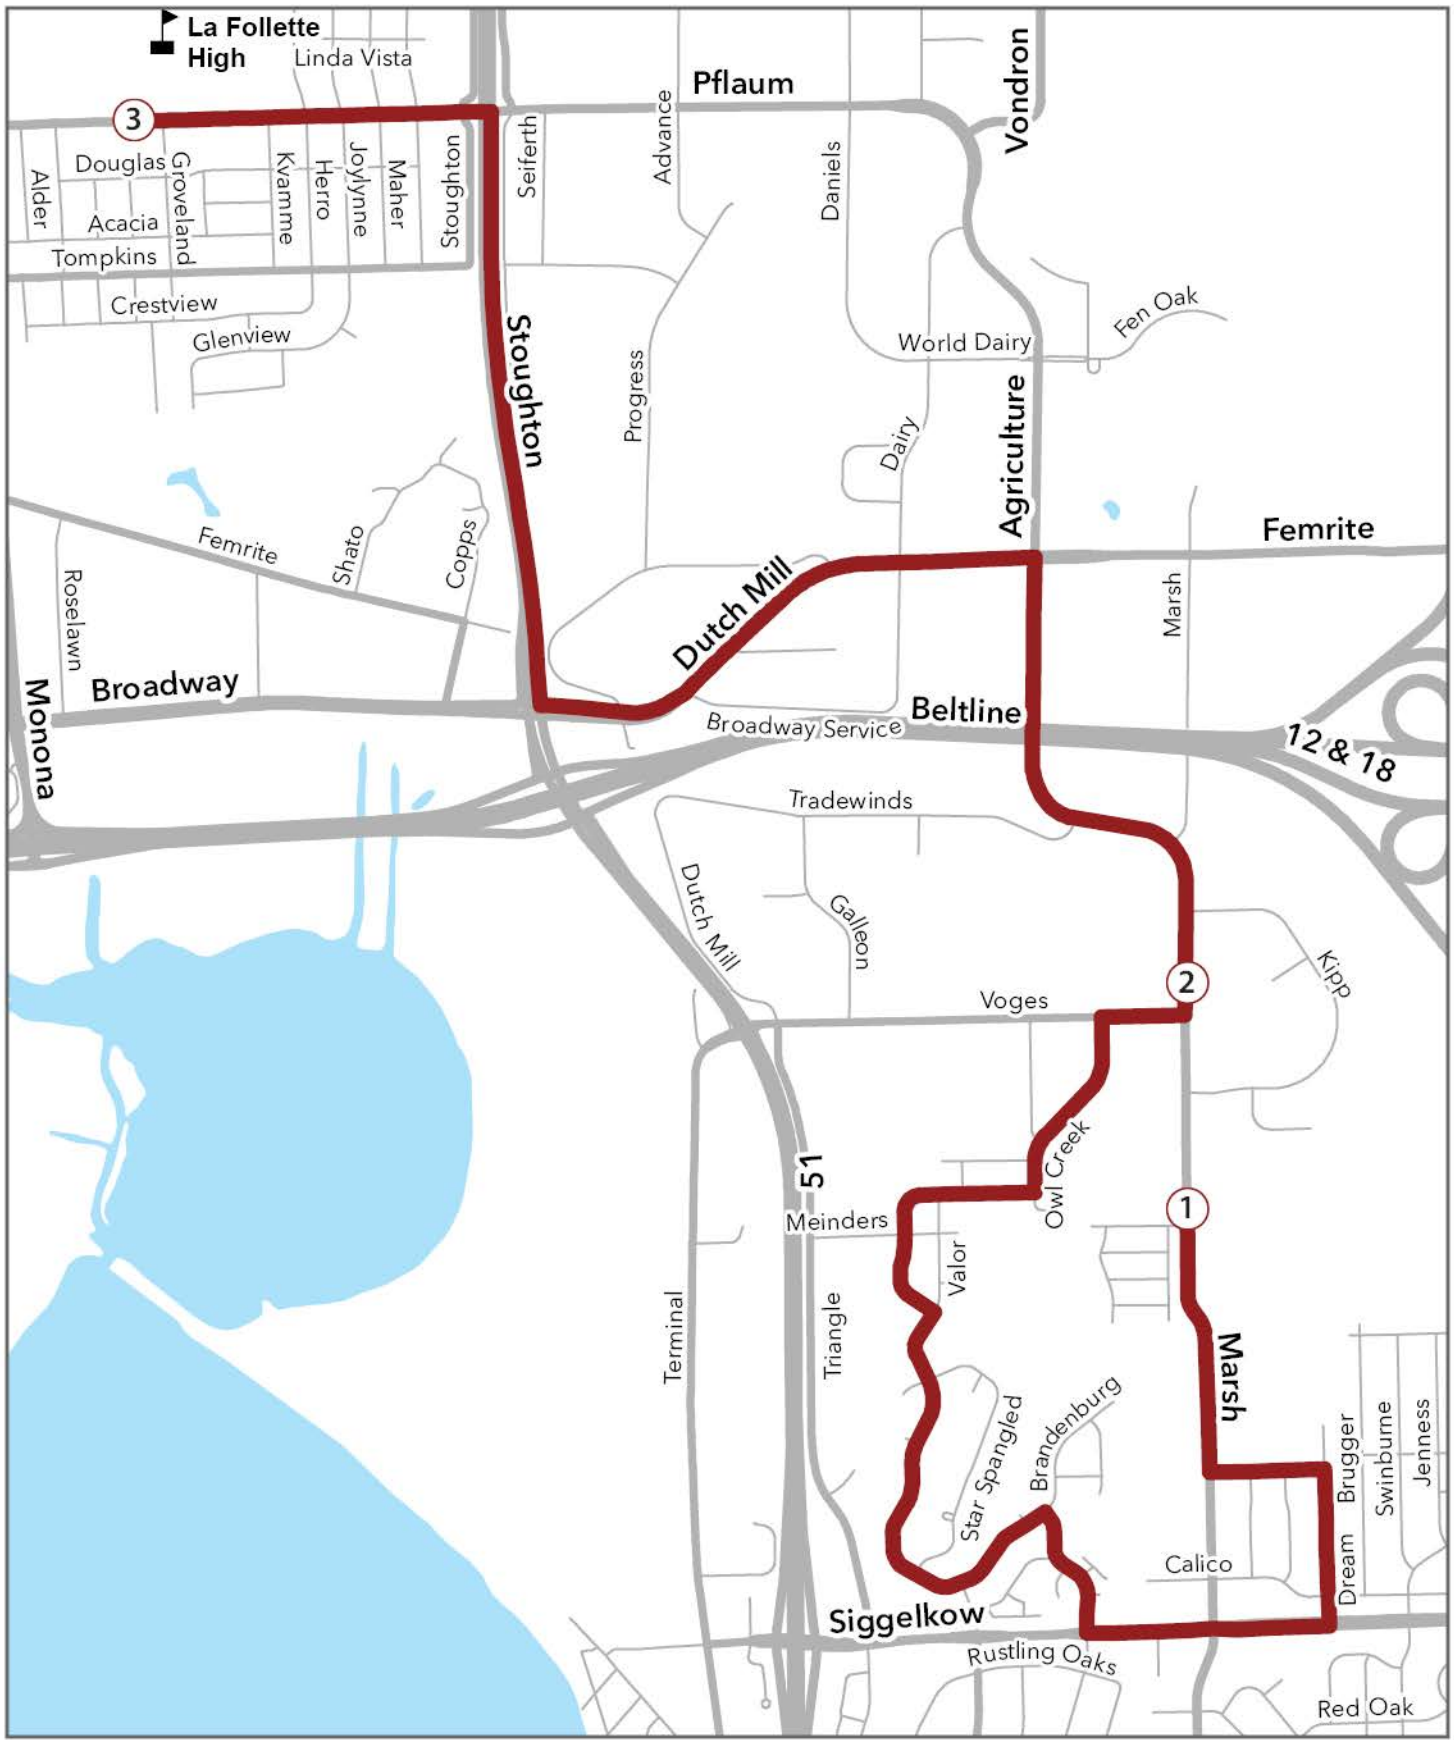 La Follette
High
Linda Vista
Pflaum
Vondron
3
Advance
Seiferth
Stoughton
Douglas
Groveland
Kvamme
Herro
Joylynne
Maher
Alder
Daniels
Acacia
Tompkins
Crestview
Glenview
Fen Oak
World Dairy
Stoughton
Progress
Agriculture
Dairy
Femrite
Femrite
Shato
Copps
Roselawn
Dutch Mill
Marsh
Broadway
Monona
Beltline
Broadway Service
12 & 18
Tradewinds
Dutch Mill
Galleon
Kipp
2
Voges
Owl Creek
51
1
Meinders
Valor
Terminal
Triangle
Marsh
Brandenburg
Star Spangled
Brugger
Swinburne
Jenness
Calico
Dream
Siggelkow
Rustling Oaks
Red Oak